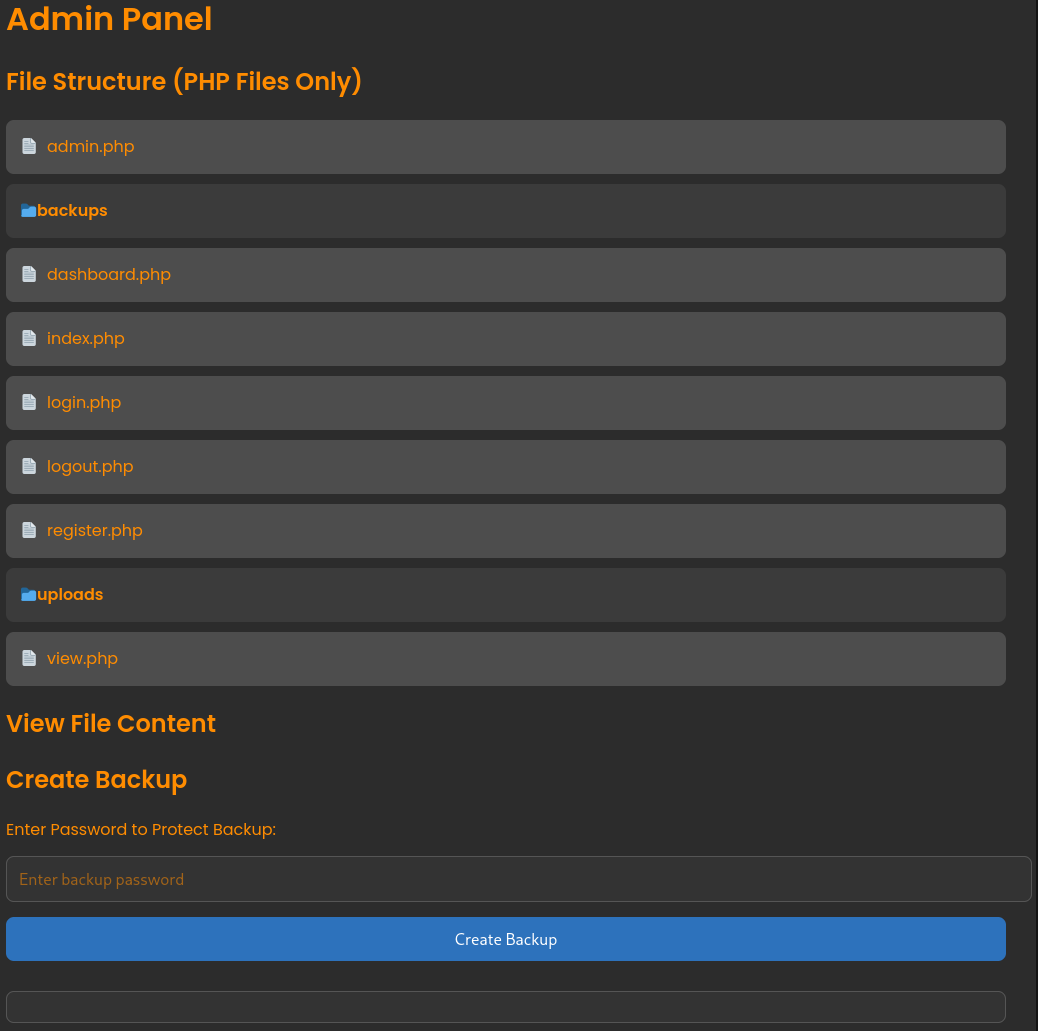 Admin Panel
File Structure (PHP Files Only)
admin.php
backups
dashboard.php
index.php
login.php
logout.php
register.php
uploads
view.php
View File Content
Create Backup
Enter Password to Protect Backup:
Enter backup password
Create Backup